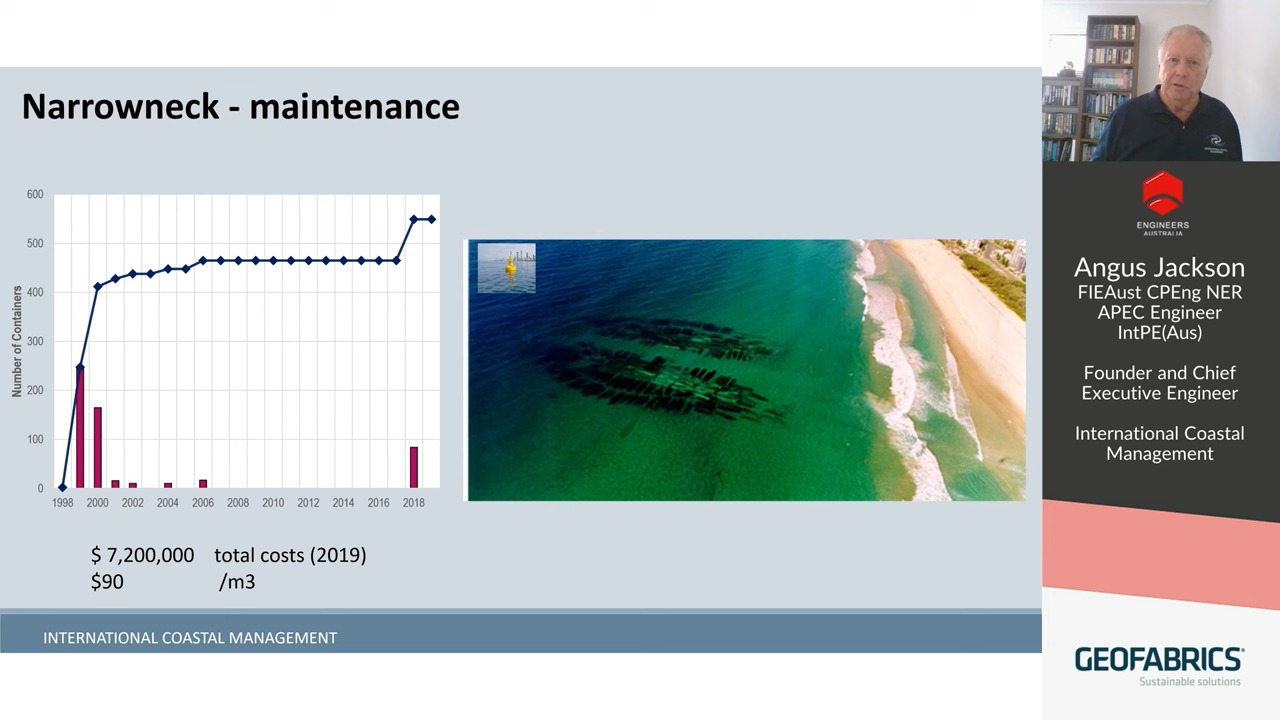 Narrowneck - maintenance
600
500
400
300
200
100
0
Number of Containers
1998 2000 2002 2004 2006 2008 2010 2012 2014 2016 2018
$ 7,200,000 total costs (2019)
$90 /m3
INTERNATIONAL COASTAL MANAGEMENT
ENGINEERS
AUSTRALIA
Angus Jackson
FIEAust CPEng NER
APEC Engineer
IntPE(Aus)
Founder and Chief
Executive Engineer
International Coastal
Management
GEOFABRICS
Sustainable solutions